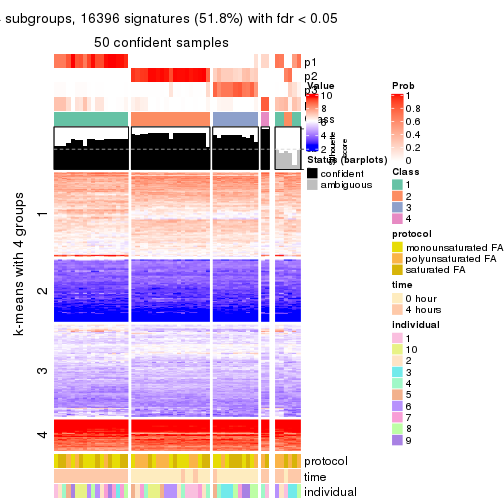 subgroups, 16396 signatures (51.8%) with fdr < 0.05
50 confident samples
p1
p2
p3
Value
10
8
6
4
2
Silhouette
score
Status (barplots)
confident
ambiguous
k-means with 4 groups
1
2
3
4
protocol
time
individual
Prob
1
0.8
0.6
0.4
0.2
0
Class
1
2
3
4
protocol
monounsaturated FA
polyunsaturated FA
saturated FA
time
0 hour
4 hours
individual
1
10
2
3
4
5
6
7
8
9